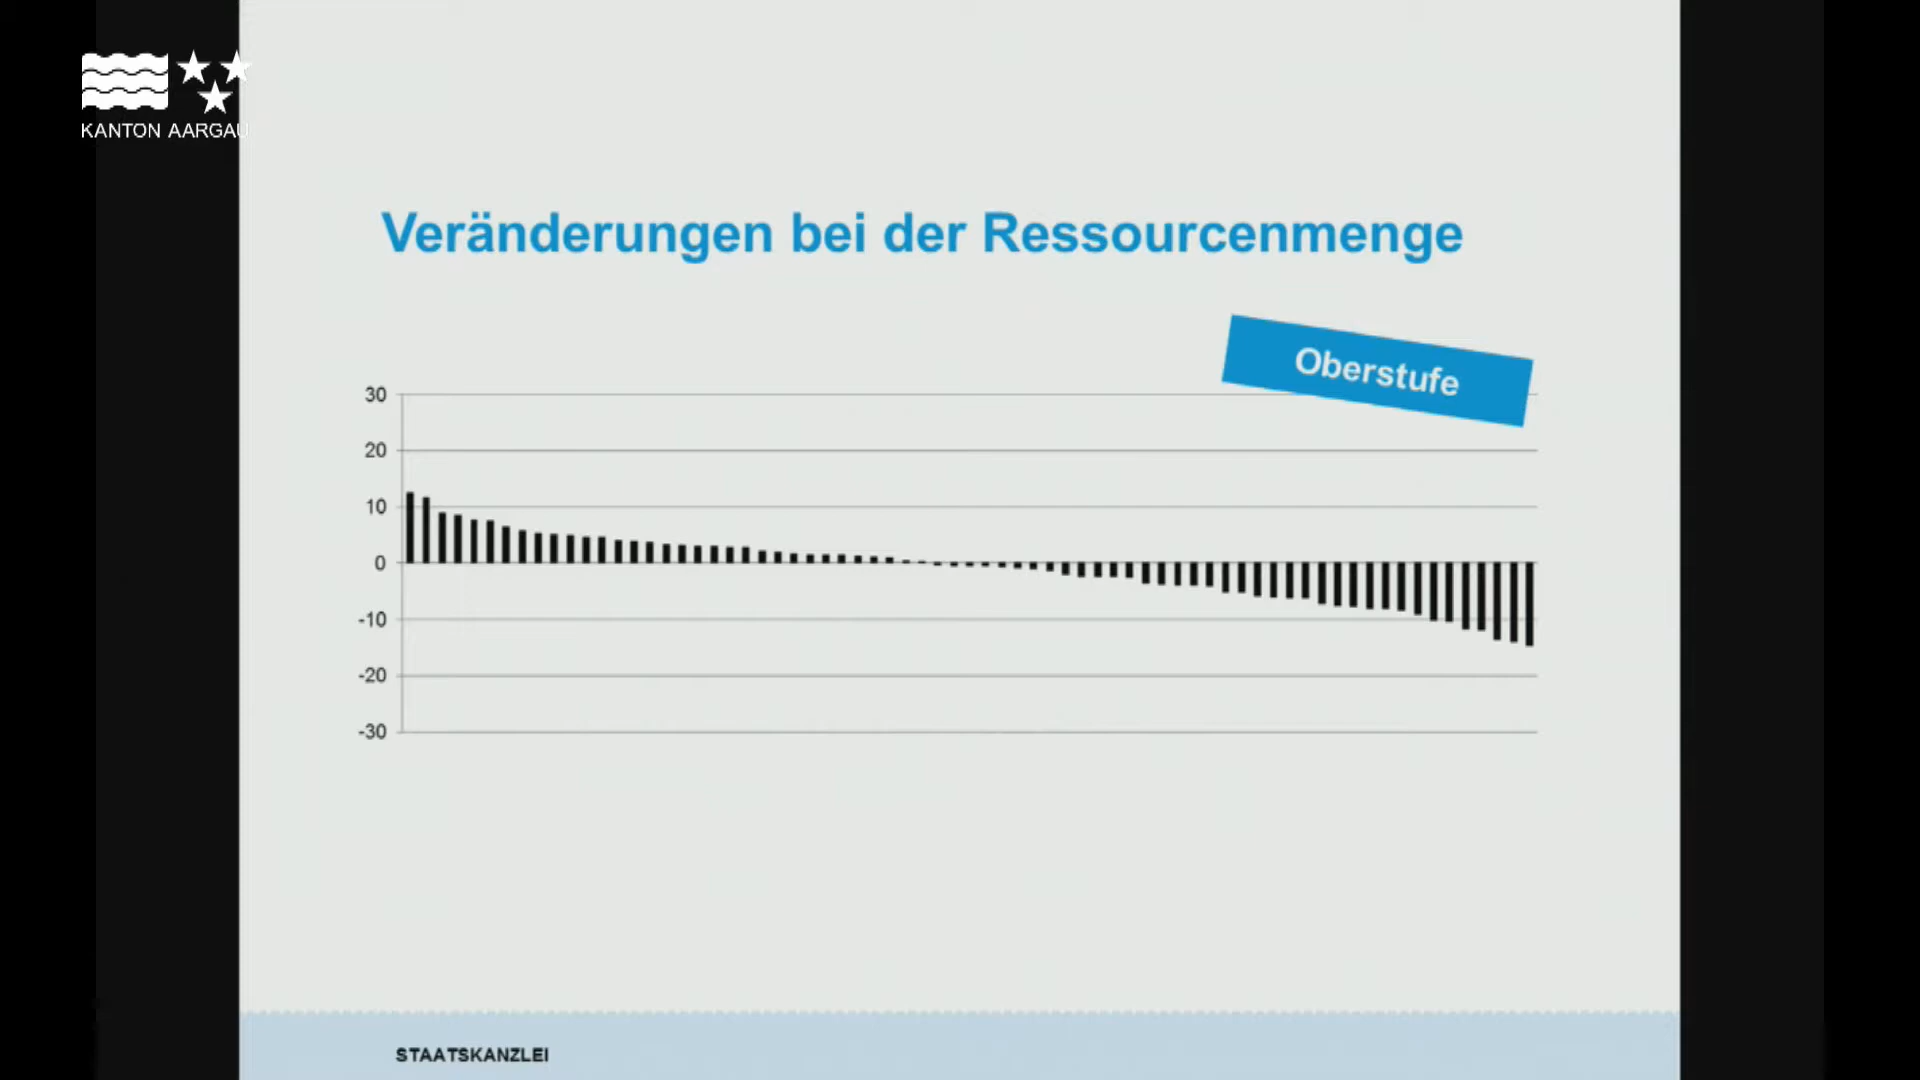 KANTON AARGAU
Veränderungen bei der Ressourcenmenge
Oberstufe
30
20
10
0
-10
-20
-30
STAATSKANZLEI